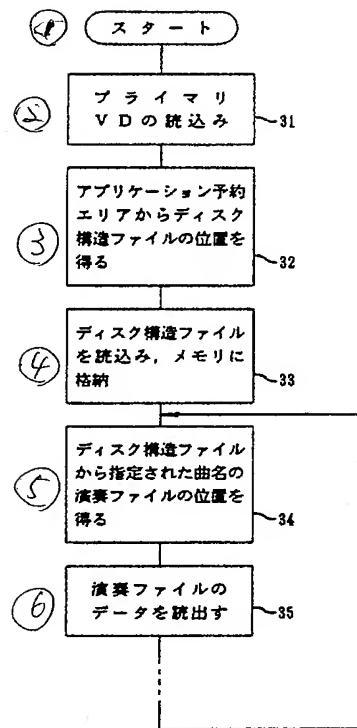 ① スタート
② プライマリ
VDの読込み
31
③ アプリケーション予約
エリアからディスク
構造ファイルの位置を
得る
32
④ ディスク構造ファイル
を読込み,メモリに
格納
33
⑤ ディスク構造ファイル
から指定された曲名の
演奏ファイルの位置を
得る
34
⑥ 演奏ファイルの
データを読出す
35